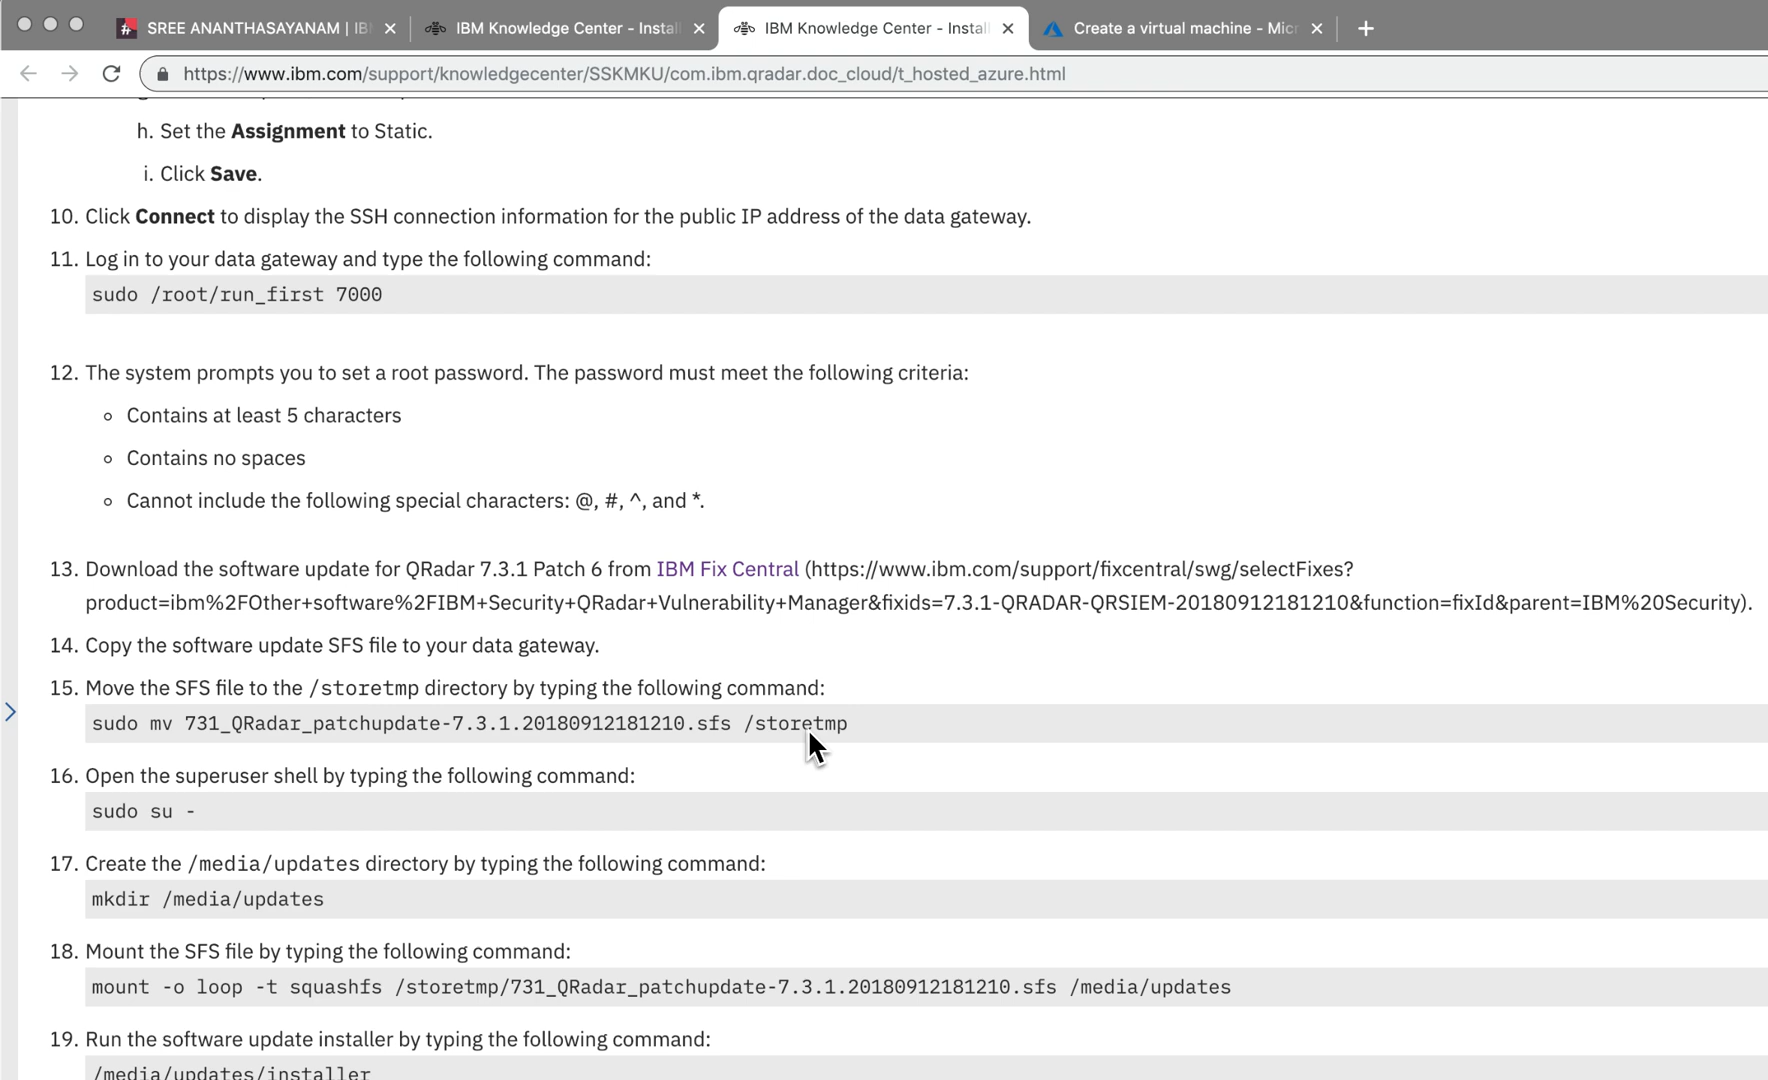 SREE ANANTHASAYANAM | IB
IBM Knowledge Center - Instal
IBM Knowledge Center - Instal
Create a virtual machine - Micr
https://www.ibm.com/support/knowledgecenter/SSKMKU/com.ibm.qradar.doc_cloud/t_hosted_azure.html
h. Set the Assignment to Static.
i. Click Save.
10. Click Connect to display the SSH connection information for the public IP address of the data gateway.
11. Log in to your data gateway and type the following command:
sudo /root/run_first 7000
12. The system prompts you to set a root password. The password must meet the following criteria:
Contains at least 5 characters
Contains no spaces
Cannot include the following special characters: @, #, ^, and *.
13. Download the software update for QRadar 7.3.1 Patch 6 from IBM Fix Central (https://www.ibm.com/support/fixcentral/swg/selectFixes?
product=ibm%2FOther+software%2FIBM+Security+QRadar+Vulnerability+Manager&fixids=7.3.1-QRADAR-QRSIEM-20180912181210&function=fixId&parent=IBM%20Security).
14. Copy the software update SFS file to your data gateway.
15. Move the SFS file to the /storetmp directory by typing the following command:
sudo mv 731_QRadar_patchupdate-7.3.1.20180912181210.sfs /storetmp
16. Open the superuser shell by typing the following command:
sudo su -
17. Create the /media/updates directory by typing the following command:
mkdir /media/updates
18. Mount the SFS file by typing the following command:
mount -o loop -t squashfs /storetmp/731_QRadar_patchupdate-7.3.1.20180912181210.sfs /media/updates
19. Run the software update installer by typing the following command:
/media/updates/installer